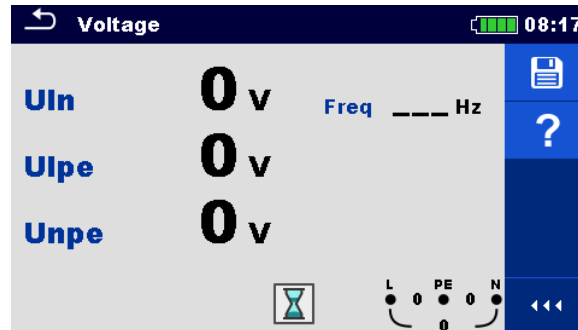 Voltage 08:17
Uln 0 V Freq ___ Hz
Ulpe 0 V
?
Unpe 0 V
L PE N
0 0
0